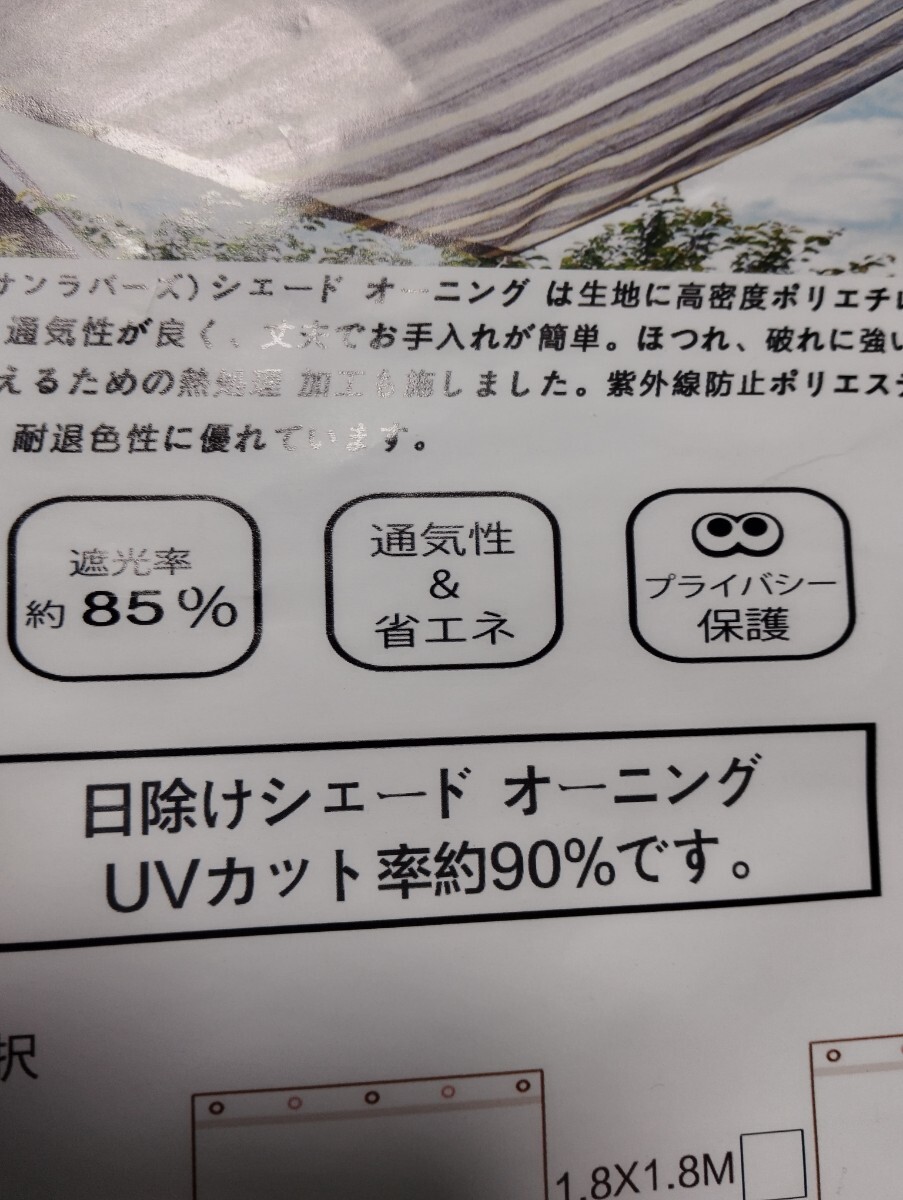 サンラバーズ)シェード オーニング は生地に高密度ポリエチレ
通気性が良く、丈夫でお手入れが簡単。ほつれ、破れに強い
えるための熱処理 加工も施しました。紫外線防止ポリエステ
耐退色性に優れています。
遮光率
約 85%
通気性
&
省エネ
プライバシー
保護
日除けシェード オーニング
UVカット率約90%です。
択
1.8X1.8M